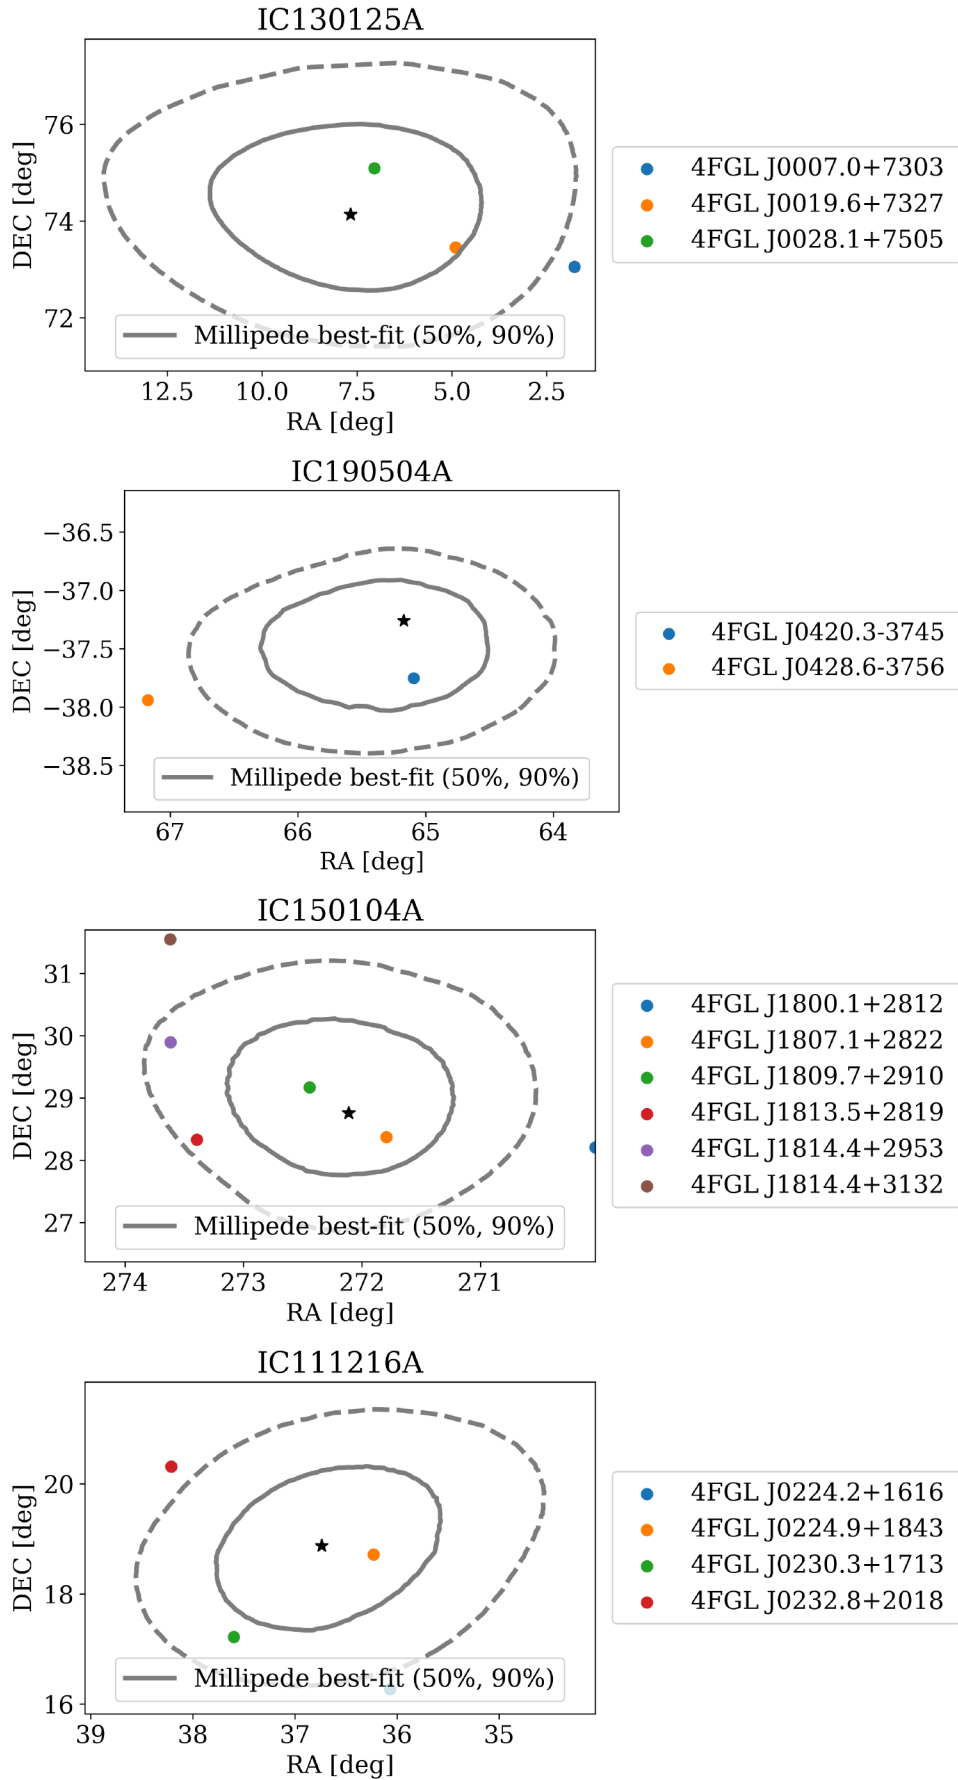 IC130125A
DEC [deg]
76
74
72
12.5 10.0 7.5 5.0 2.5
RA [deg]
Millipede best-fit (50%, 90%)
4FGL J0007.0+7303
4FGL J0019.6+7327
4FGL J0028.1+7505
IC190504A
DEC [deg]
−36.5
−37.0
−37.5
−38.0
−38.5
67 66 65 64
RA [deg]
Millipede best-fit (50%, 90%)
4FGL J0420.3-3745
4FGL J0428.6-3756
IC150104A
DEC [deg]
31
30
29
28
27
274 273 272 271
RA [deg]
Millipede best-fit (50%, 90%)
4FGL J1800.1+2812
4FGL J1807.1+2822
4FGL J1809.7+2910
4FGL J1813.5+2819
4FGL J1814.4+2953
4FGL J1814.4+3132
IC111216A
DEC [deg]
20
18
16
39 38 37 36 35
RA [deg]
Millipede best-fit (50%, 90%)
4FGL J0224.2+1616
4FGL J0224.9+1843
4FGL J0230.3+1713
4FGL J0232.8+2018